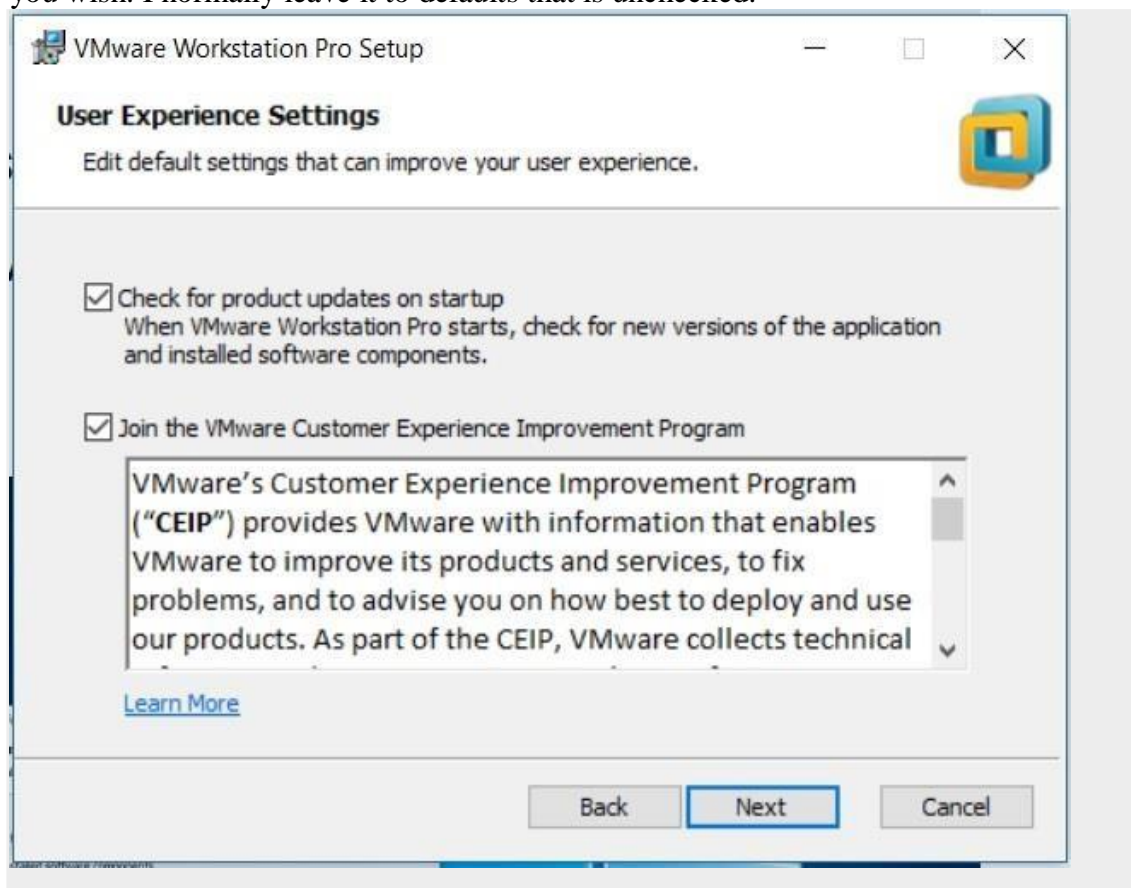 you wish. I normally leave it to defaults that is unchecked.
VMware Workstation Pro Setup
User Experience Settings
Edit default settings that can improve your user experience.
Check for product updates on startup
When VMware Workstation Pro starts, check for new versions of the application
and installed software components.
Join the VMware Customer Experience Improvement Program
VMware's Customer Experience Improvement Program
("CEIP") provides VMware with information that enables
VMware to improve its products and services, to fix
problems, and to advise you on how best to deploy and use
our products. As part of the CEIP, VMware collects technical
Learn More
Back Next Cancel
software components